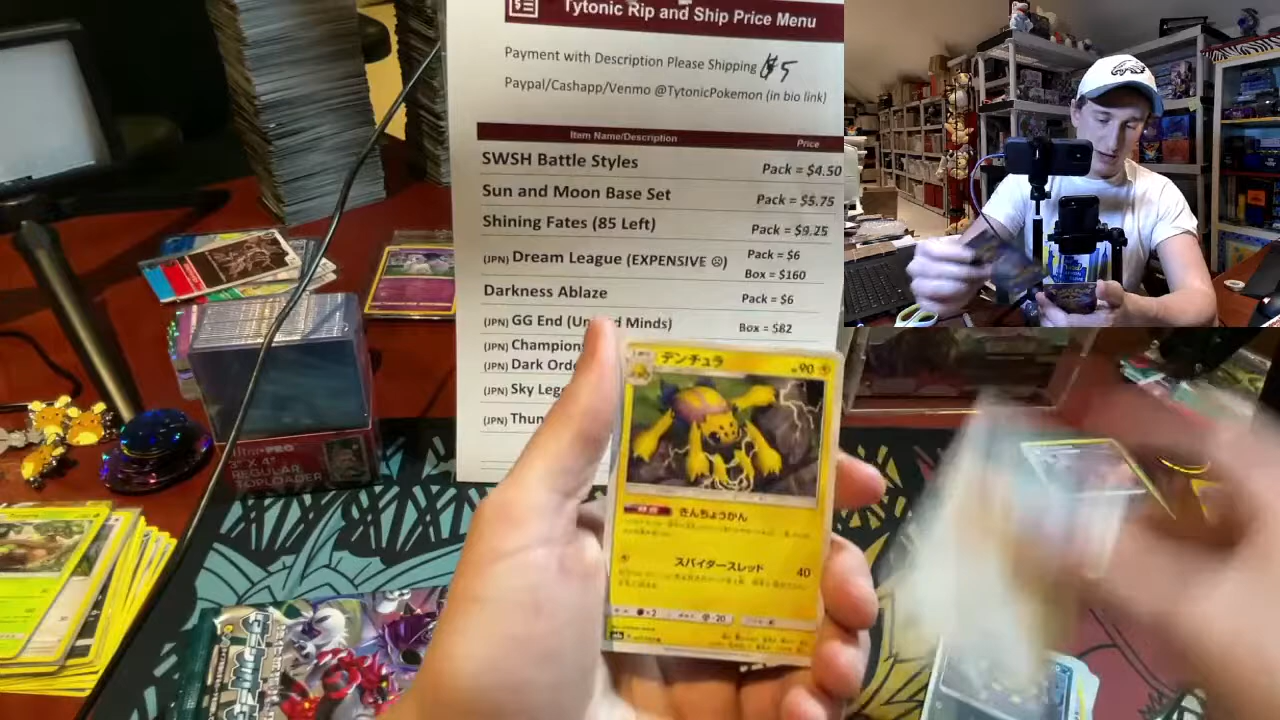 Tytonic Rip and Ship Price Menu
Payment with Description Please Shipping $5
Paypal/Cashapp/Venmo @TytonicPokemon (in bio link)
Item Name/Description Price
SWSH Battle Styles Pack = $4.50
Sun and Moon Base Set Pack = $5.75
Shining Fates (85 Left) Pack = $9.25
(JPN) Dream League (EXPENSIVE ☹) Pack = $6
Box = $160
Darkness Ablaze Pack = $6
(JPN) GG End (Un d Minds) Box = $82
(JPN) Champion
(JPN) Dark Orde
(JPN) Sky Leg
(JPN) Thun
デンチュラ 90
きんちょうかん
スパイダースレッド 40
×2 -20
ULTRA PRO
3" X 4"
REGULAR
TOPLOADER